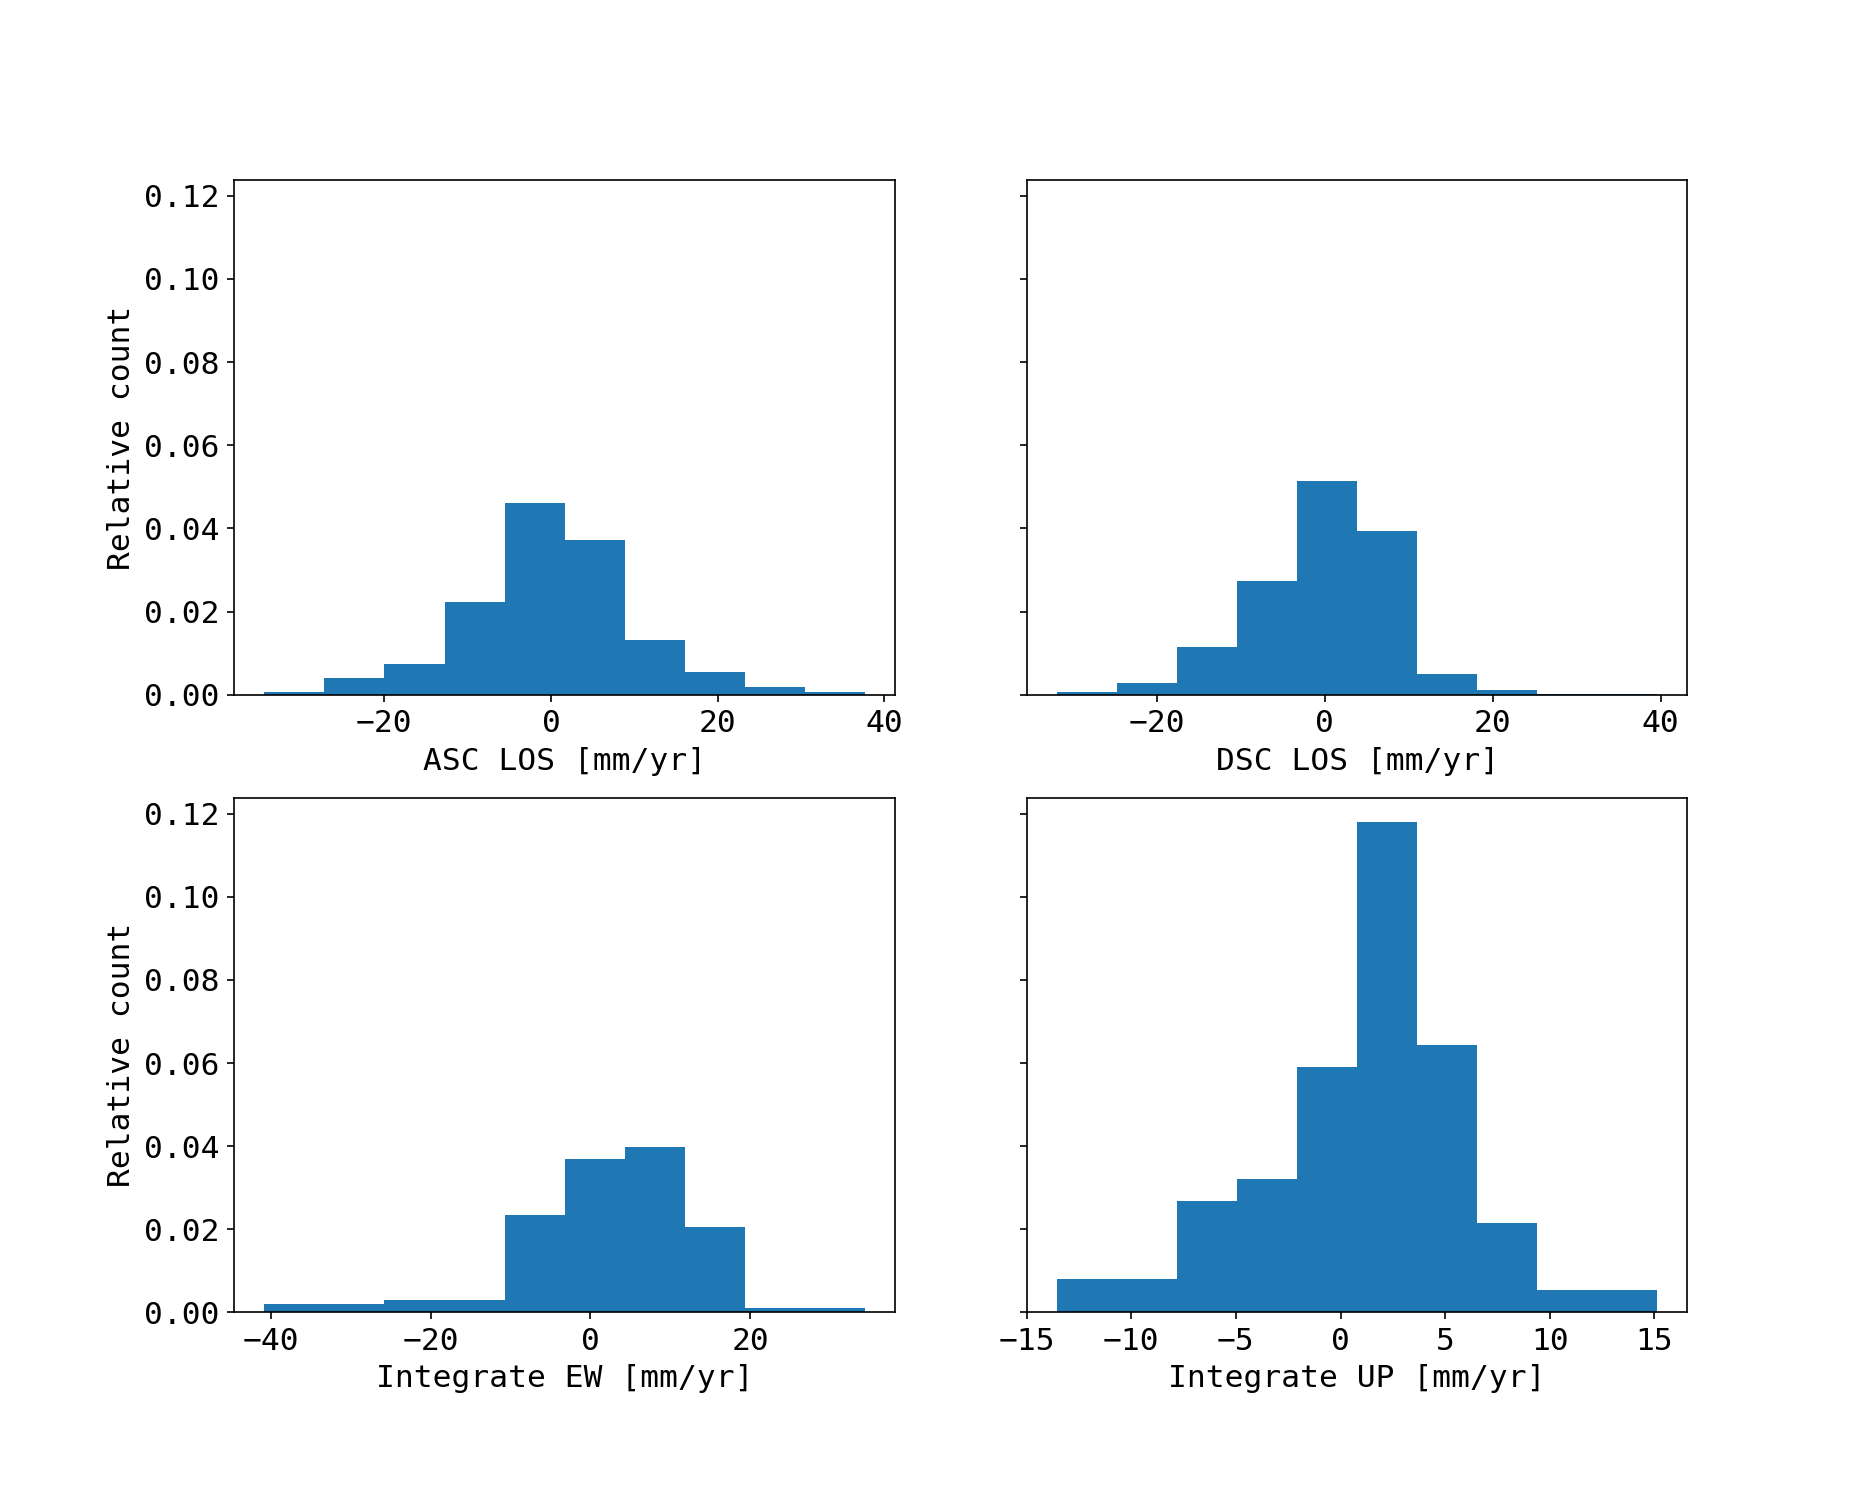 0.12
0.10
0.08
0.06
0.04
0.02
0.00
Relative count
−20 0 20 40
ASC LOS [mm/yr]
−20 0 20 40
DSC LOS [mm/yr]
0.12
0.10
0.08
0.06
0.04
0.02
0.00
Relative count
−40 −20 0 20
Integrate EW [mm/yr]
−15 −10 −5 0 5 10 15
Integrate UP [mm/yr]